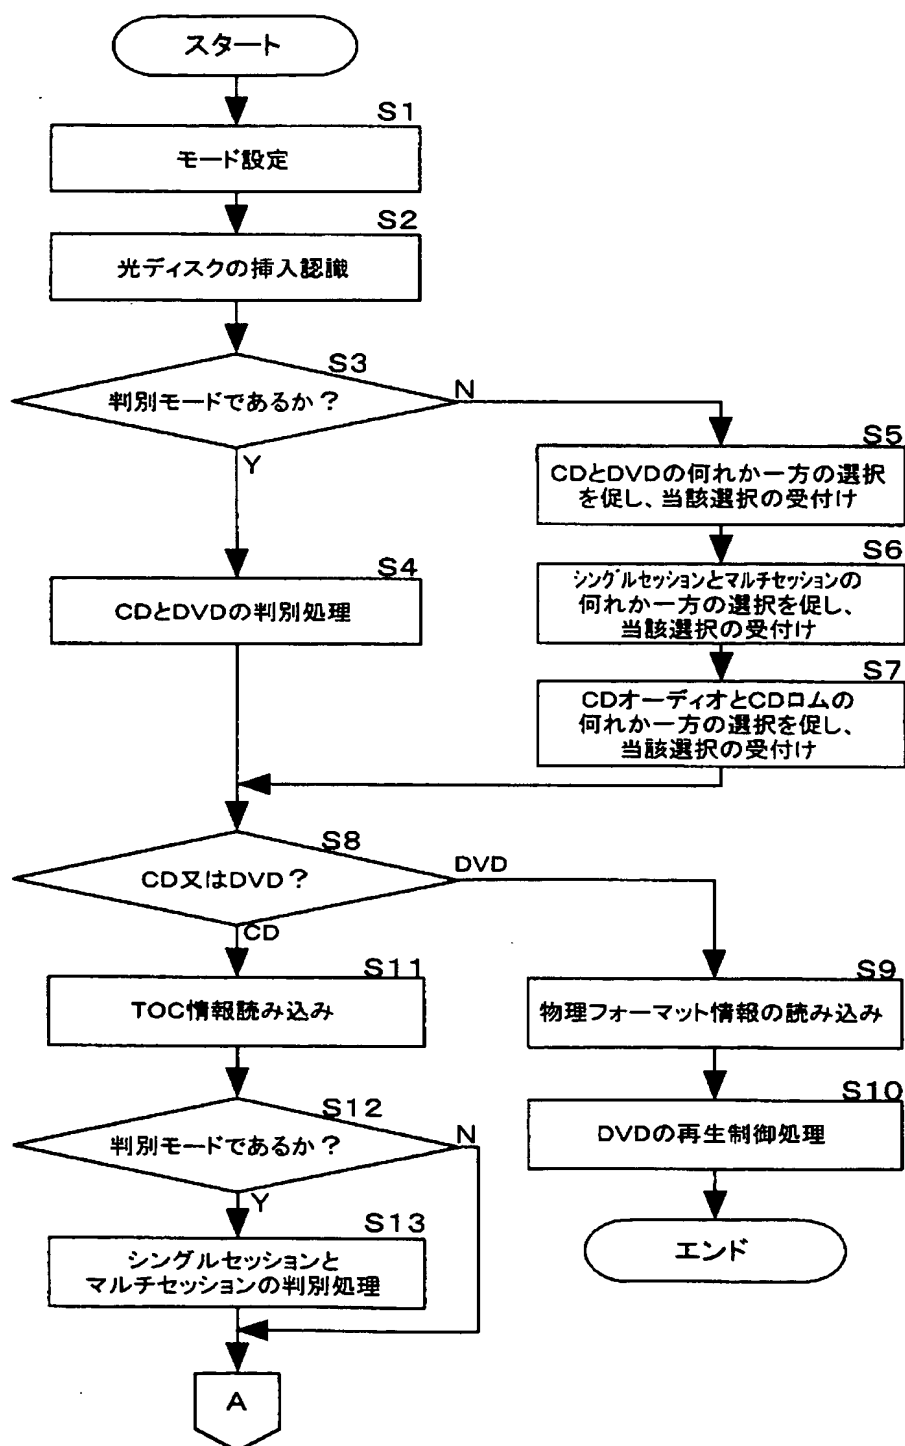 スタート
S1
モード設定
S2
光ディスクの挿入認識
S3
判別モードであるか?
N
Y
S5
CDとDVDの何れか一方の選択
を促し、当該選択の受付け
S6
シングルセッションとマルチセッションの
何れか一方の選択を促し、
当該選択の受付け
S4
CDとDVDの判別処理
S7
CDオーディオとCDロムの
何れか一方の選択を促し、
当該選択の受付け
S8
CD又はDVD?
DVD
CD
S11
TOC情報読み込み
S9
物理フォーマット情報の読み込み
S12
判別モードであるか?
N
Y
S10
DVDの再生制御処理
S13
シングルセッションと
マルチセッションの判別処理
エンド
A